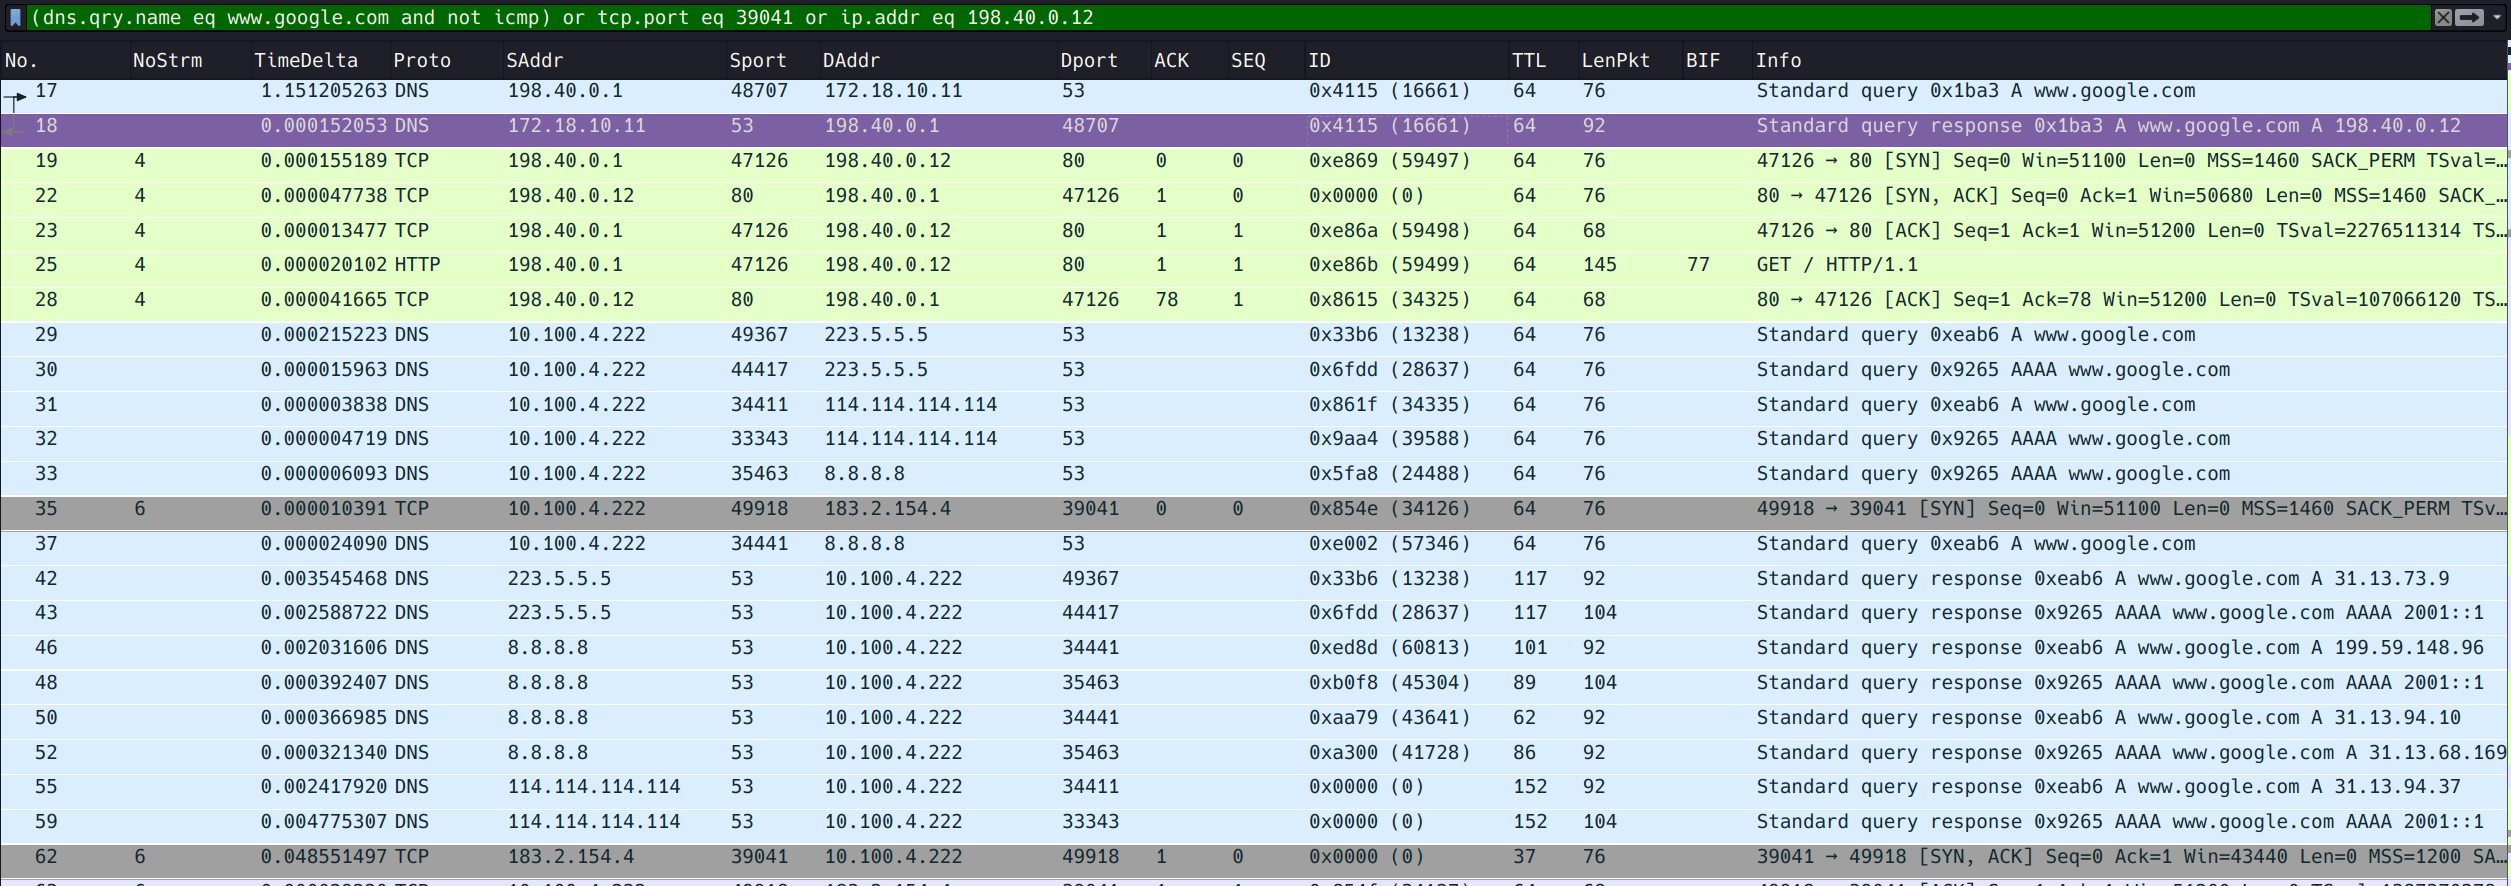 (dns.qry.name eq www.google.com and not icmp) or tcp.port eq 39041 or ip.addr eq 198.40.0.12
No. NoStrm TimeDelta Proto SAddr Sport DAddr Dport ACK SEQ ID TTL LenPkt BIF Info
17 1.151205263 DNS 198.40.0.1 48707 172.18.10.11 53 0x4115 (16661) 64 76 Standard query 0x1ba3 A www.google.com
18 0.000152053 DNS 172.18.10.11 53 198.40.0.1 48707 0x4115 (16661) 64 92 Standard query response 0x1ba3 A www.google.com A 198.40.0.12
19 4 0.000155189 TCP 198.40.0.1 47126 198.40.0.12 80 0 0 0xe869 (59497) 64 76 47126 → 80 [SYN] Seq=0 Win=51100 Len=0 MSS=1460 SACK_PERM TSval=…
22 4 0.000047738 TCP 198.40.0.12 80 198.40.0.1 47126 1 0 0x0000 (0) 64 76 80 → 47126 [SYN, ACK] Seq=0 Ack=1 Win=50680 Len=0 MSS=1460 SACK_…
23 4 0.000013477 TCP 198.40.0.1 47126 198.40.0.12 80 1 1 0xe86a (59498) 64 68 47126 → 80 [ACK] Seq=1 Ack=1 Win=51200 Len=0 TSval=2276511314 TS…
25 4 0.000020102 HTTP 198.40.0.1 47126 198.40.0.12 80 1 1 0xe86b (59499) 64 145 77 GET / HTTP/1.1
28 4 0.000041665 TCP 198.40.0.12 80 198.40.0.1 47126 78 1 0x8615 (34325) 64 68 80 → 47126 [ACK] Seq=1 Ack=78 Win=51200 Len=0 TSval=107066120 TS…
29 0.000215223 DNS 10.100.4.222 49367 223.5.5.5 53 0x33b6 (13238) 64 76 Standard query 0xeab6 A www.google.com
30 0.000015963 DNS 10.100.4.222 44417 223.5.5.5 53 0x6fdd (28637) 64 76 Standard query 0x9265 AAAA www.google.com
31 0.000003838 DNS 10.100.4.222 34411 114.114.114.114 53 0x861f (34335) 64 76 Standard query 0xeab6 A www.google.com
32 0.000004719 DNS 10.100.4.222 33343 114.114.114.114 53 0x9aa4 (39588) 64 76 Standard query 0x9265 AAAA www.google.com
33 0.000006093 DNS 10.100.4.222 35463 8.8.8.8 53 0x5fa8 (24488) 64 76 Standard query 0x9265 AAAA www.google.com
35 6 0.000010391 TCP 10.100.4.222 49918 183.2.154.4 39041 0 0 0x854e (34126) 64 76 49918 → 39041 [SYN] Seq=0 Win=51100 Len=0 MSS=1460 SACK_PERM TSv…
37 0.000024090 DNS 10.100.4.222 34441 8.8.8.8 53 0xe002 (57346) 64 76 Standard query 0xeab6 A www.google.com
42 0.003545468 DNS 223.5.5.5 53 10.100.4.222 49367 0x33b6 (13238) 117 92 Standard query response 0xeab6 A www.google.com A 31.13.73.9
43 0.002588722 DNS 223.5.5.5 53 10.100.4.222 44417 0x6fdd (28637) 117 104 Standard query response 0x9265 AAAA www.google.com AAAA 2001::1
46 0.002031606 DNS 8.8.8.8 53 10.100.4.222 34441 0xed8d (60813) 101 92 Standard query response 0xeab6 A www.google.com A 199.59.148.96
48 0.000392407 DNS 8.8.8.8 53 10.100.4.222 35463 0xb0f8 (45304) 89 104 Standard query response 0x9265 AAAA www.google.com AAAA 2001::1
50 0.000366985 DNS 8.8.8.8 53 10.100.4.222 34441 0xaa79 (43641) 62 92 Standard query response 0xeab6 A www.google.com A 31.13.94.10
52 0.000321340 DNS 8.8.8.8 53 10.100.4.222 35463 0xa300 (41728) 86 92 Standard query response 0x9265 AAAA www.google.com A 31.13.68.169
55 0.002417920 DNS 114.114.114.114 53 10.100.4.222 34411 0x0000 (0) 152 92 Standard query response 0xeab6 A www.google.com A 31.13.94.37
59 0.004775307 DNS 114.114.114.114 53 10.100.4.222 33343 0x0000 (0) 152 104 Standard query response 0x9265 AAAA www.google.com AAAA 2001::1
62 6 0.048551497 TCP 183.2.154.4 39041 10.100.4.222 49918 1 0 0x0000 (0) 37 76 39041 → 49918 [SYN, ACK] Seq=0 Ack=1 Win=43440 Len=0 MSS=1200 SA…